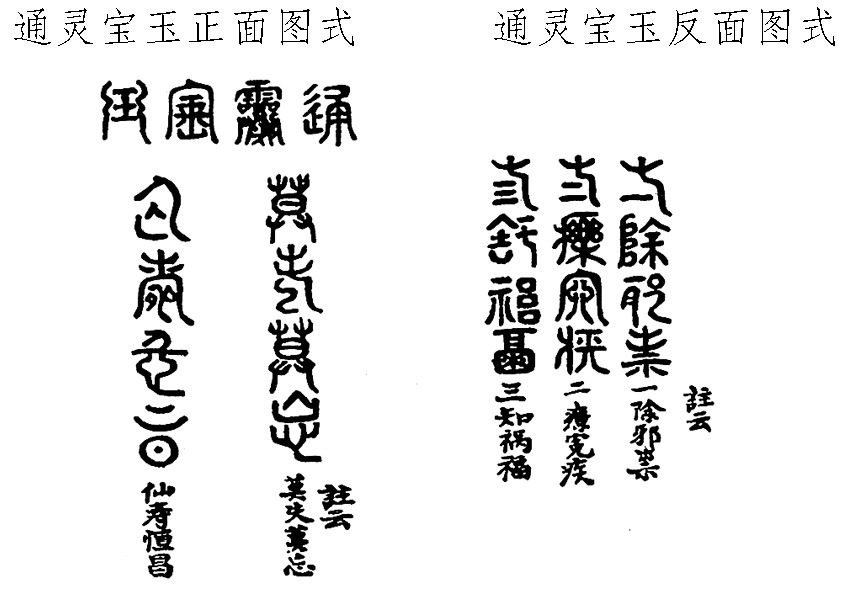 通灵宝玉正面图式
通靈寶玉
莫失莫忘
註云
莫失莫忘
仙壽恒昌
仙寿恒昌
通灵宝玉反面图式
註云
一除邪祟
一除邪祟
二療冤疾
二療冤疾
三知禍福
三知祸福